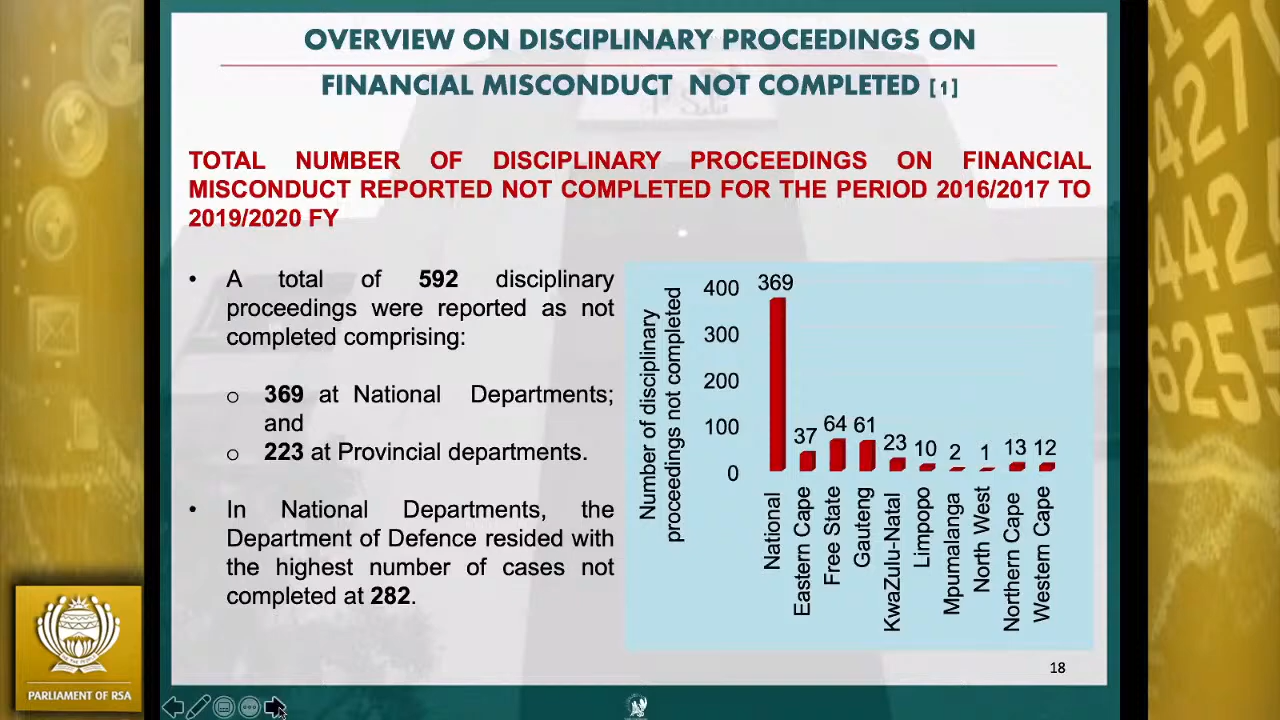 OVERVIEW ON DISCIPLINARY PROCEEDINGS ON
FINANCIAL MISCONDUCT NOT COMPLETED [1]
TOTAL NUMBER OF DISCIPLINARY PROCEEDINGS ON FINANCIAL
MISCONDUCT REPORTED NOT COMPLETED FOR THE PERIOD 2016/2017 TO
2019/2020 FY
• A total of 592 disciplinary
proceedings were reported as not
completed comprising:
o 369 at National Departments;
and
o 223 at Provincial departments.
• In National Departments, the
Department of Defence resided with
the highest number of cases not
completed at 282.
Number of disciplinary
proceedings not completed
400
300
200
100
0
369
37
64
61
23
10
2
1
13
12
National
Eastern Cape
Free State
Gauteng
KwaZulu-Natal
Limpopo
Mpumalanga
North West
Northern Cape
Western Cape
18
PARLIAMENT OF RSA